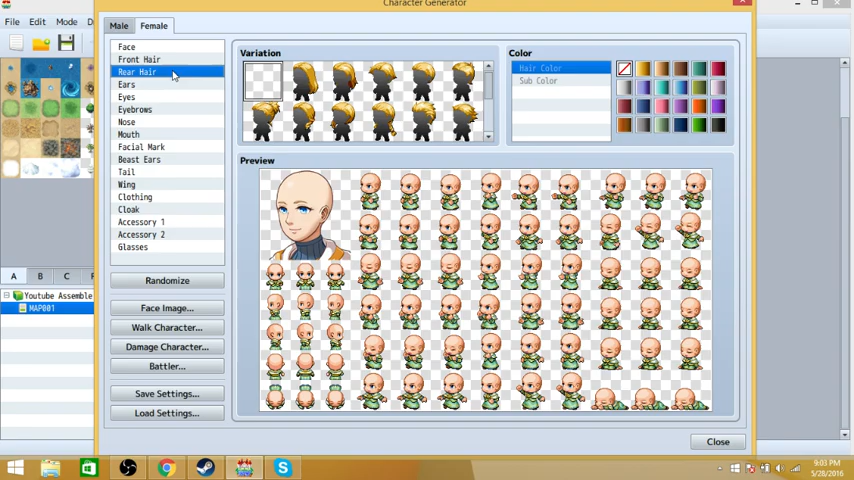 Character Generator
File Edit Mode D
Male Female
Face
Front Hair
Rear Hair
Ears
Eyes
Eyebrows
Nose
Mouth
Facial Mark
Beast Ears
Tail
Wing
Clothing
Cloak
Accessory 1
Accessory 2
Glasses
Randomize
Face Image...
Walk Character...
Damage Character...
Battler...
Save Settings...
Load Settings...
Variation
Color
Hair Color
Sub Color
Preview
A B C
Youtube Assemble
MAP001
Close
9:03 PM
5/28/2016